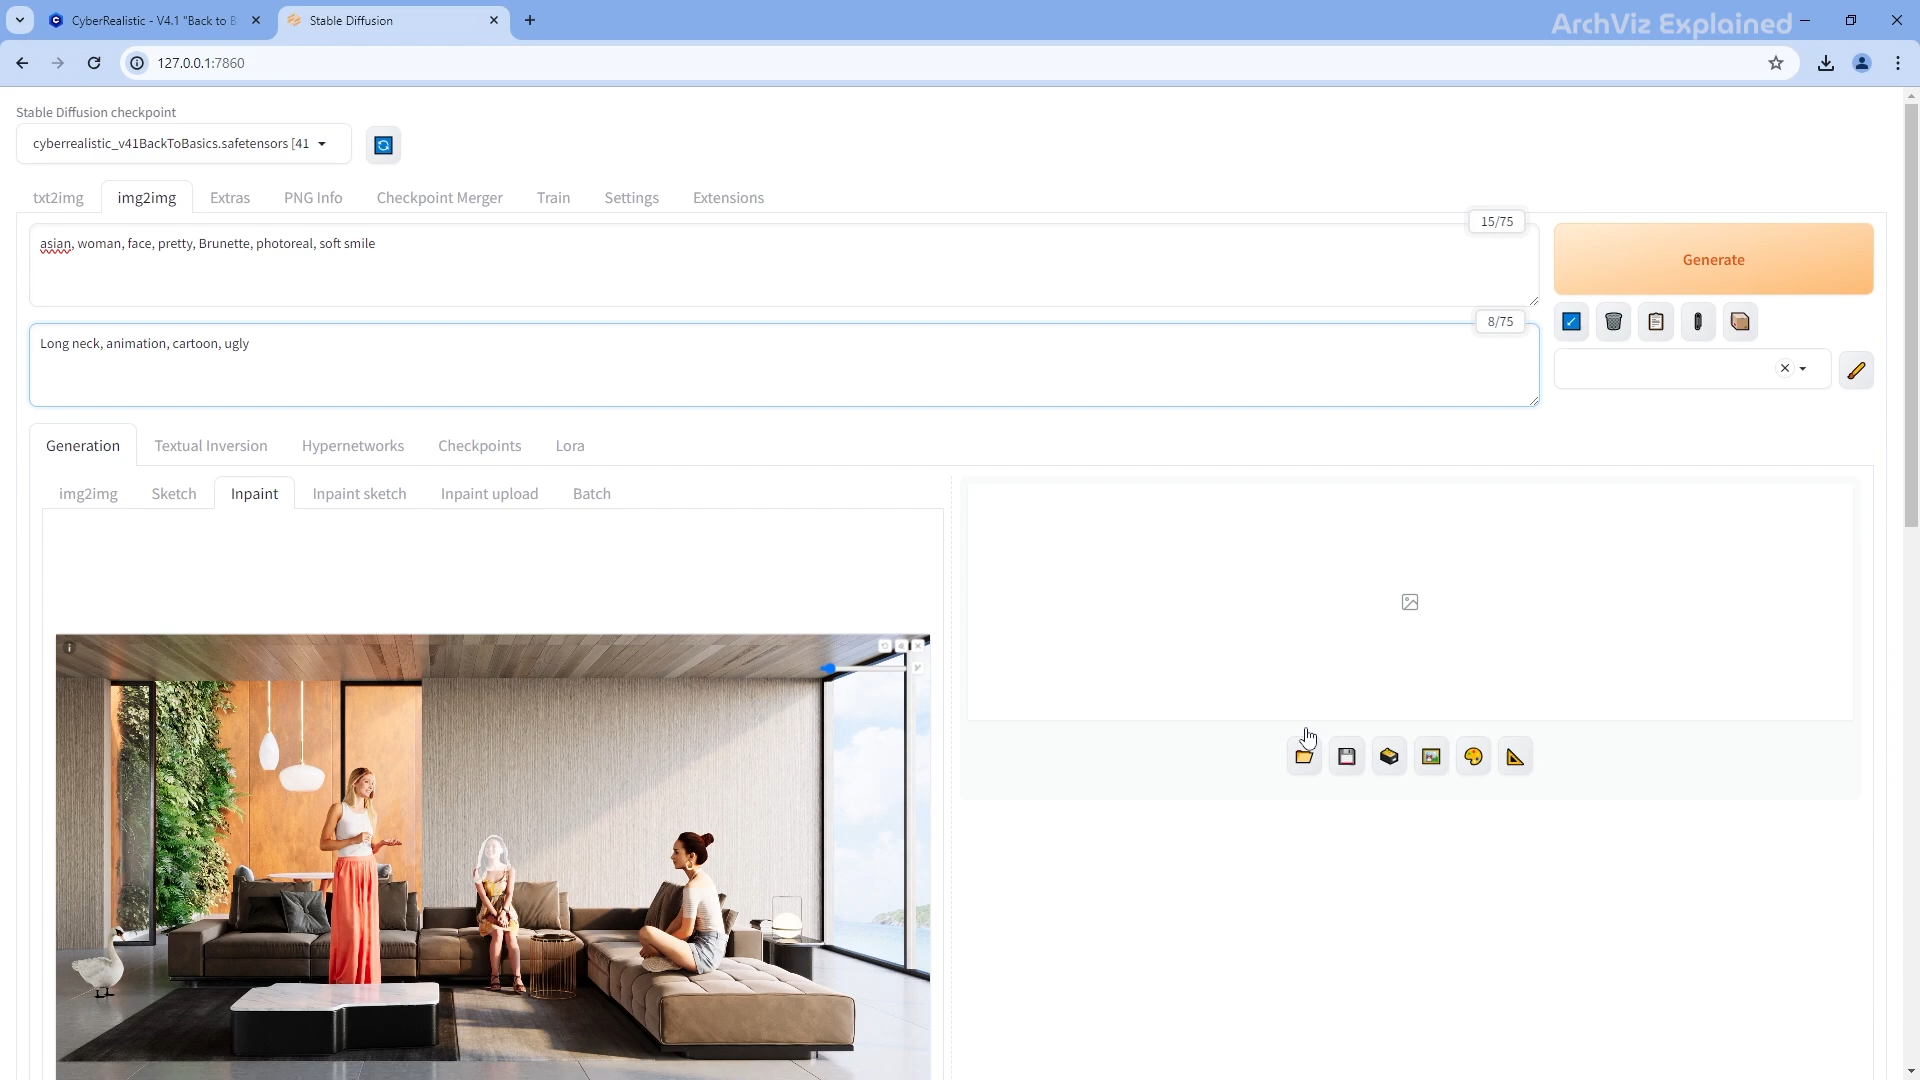 CyberRealistic - V4.1 "Back to B
Stable Diffusion
ArchViz Explained
127.0.0.1:7860
Stable Diffusion checkpoint
cyberrealistic_v41BackToBasics.safetensors [41
txt2img
img2img
Extras
PNG Info
Checkpoint Merger
Train
Settings
Extensions
15/75
asian, woman, face, pretty, Brunette, photoreal, soft smile
Generate
8/75
Long neck, animation, cartoon, ugly
Generation
Textual Inversion
Hypernetworks
Checkpoints
Lora
img2img
Sketch
Inpaint
Inpaint sketch
Inpaint upload
Batch